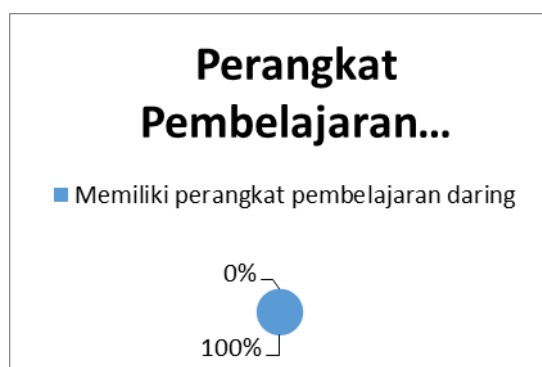 Perangkat
Pembelajaran...
Memiliki perangkat pembelajaran daring
0%
100%